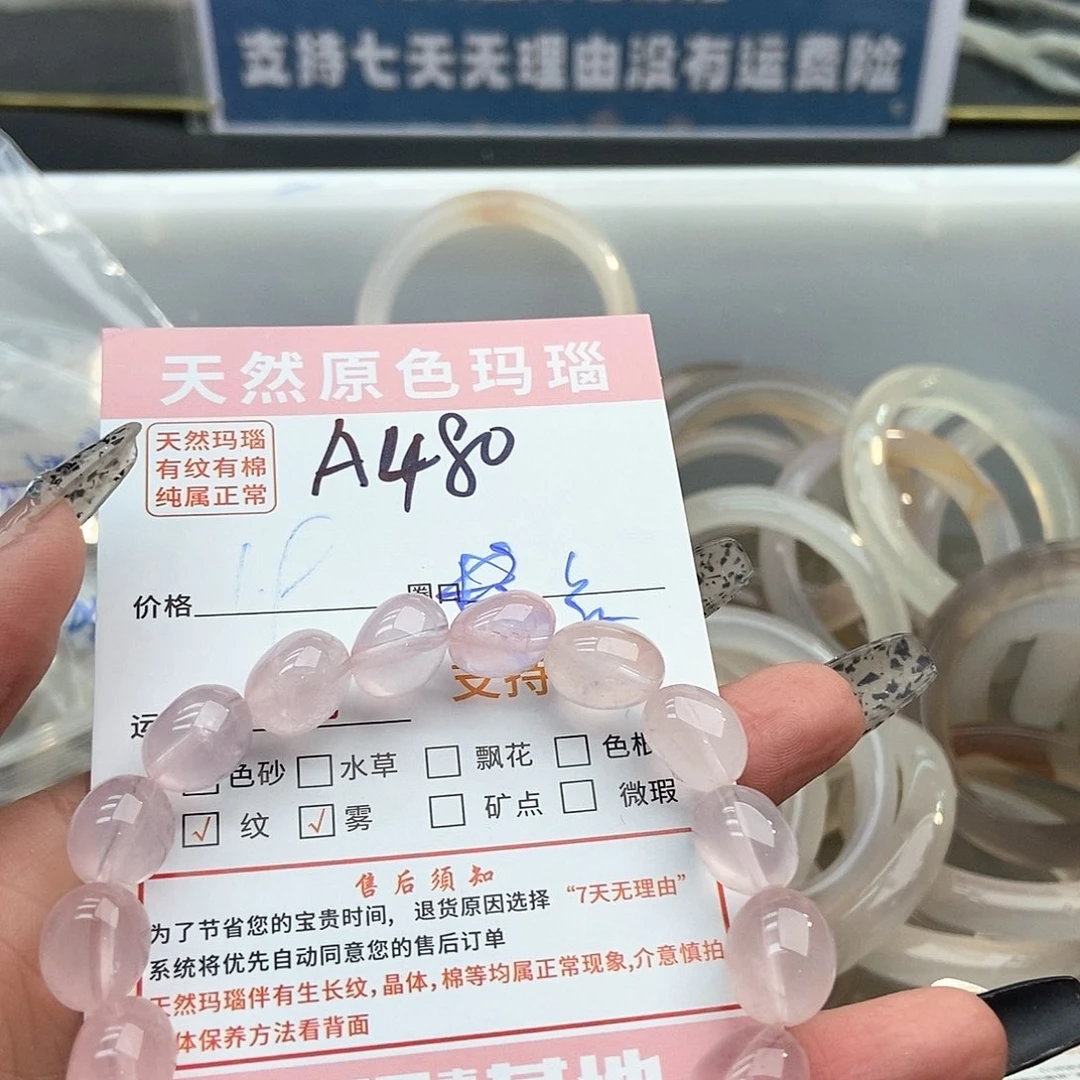 支持七天无理由没有运费险
天然原色玛瑙
天然玛瑙
有纹有棉
纯属正常
A480
价格
支持
运
色砂 水草 飘花
纹 雾 矿点 微瑕
售后须知
为了节省您的宝贵时间, 退货原因选择 “7天无理由”
系统将优先自动同意您的售后订单
天然玛瑙伴有生长纹,晶体,棉等均属正常现象,介意慎拍
体保养方法看背面
基地